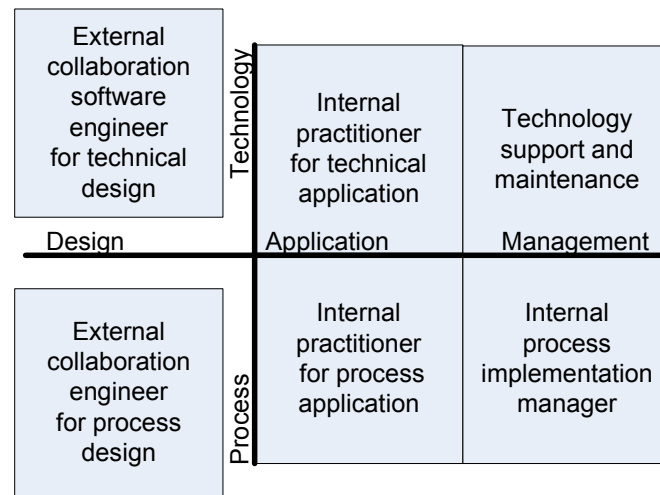 External
collaboration
software
engineer
for technical
design
Technology
Internal
practitioner
for technical
application
Technology
support and
maintenance
Design
Application
Management
External
collaboration
engineer
for process
design
Process
Internal
practitioner
for process
application
Internal
process
implementation
manager